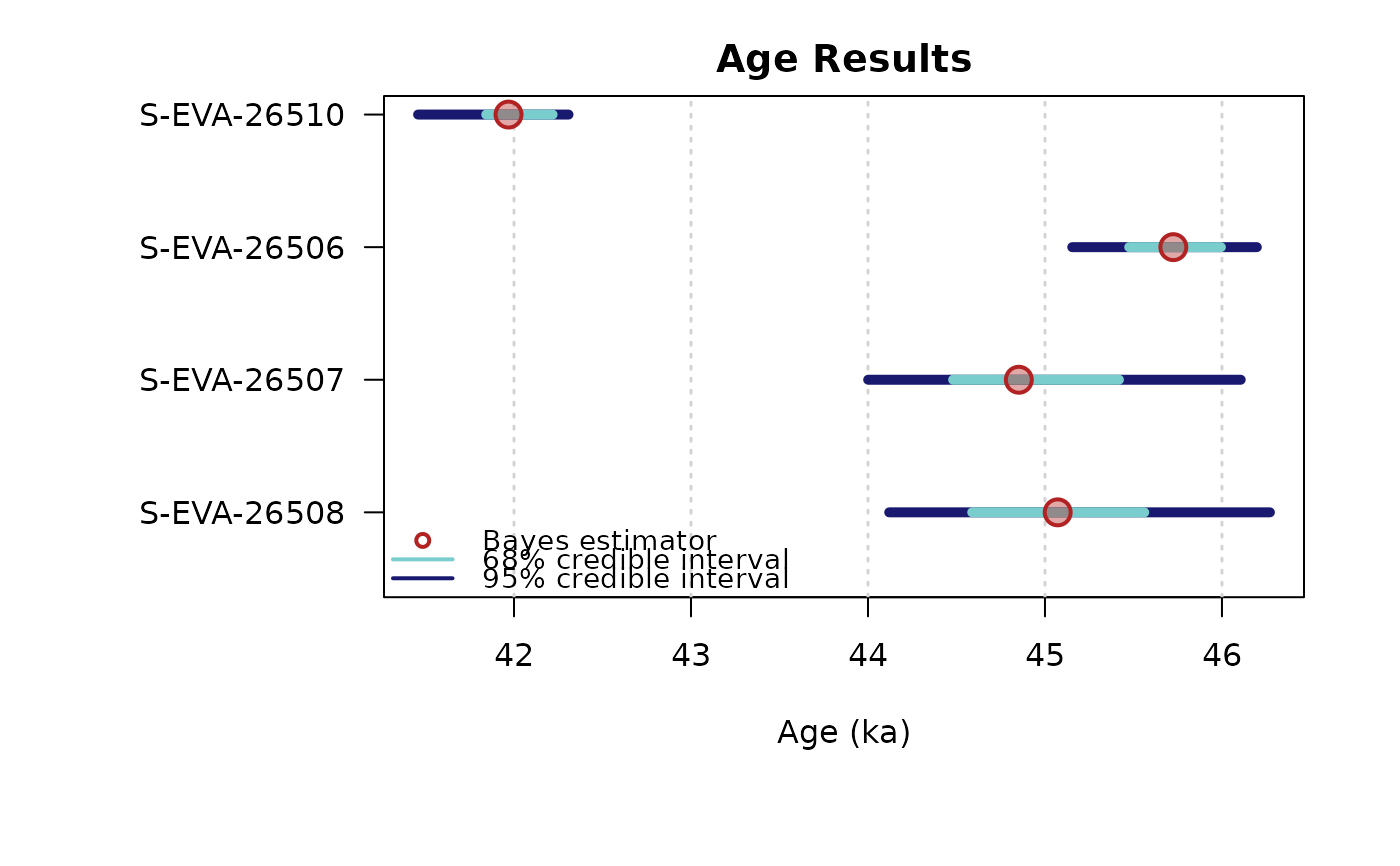 Age Results
S-EVA-26510
S-EVA-26506
S-EVA-26507
S-EVA-26508
Bayes estimator
68% credible interval
95% credible interval
42 43 44 45 46
Age (ka)